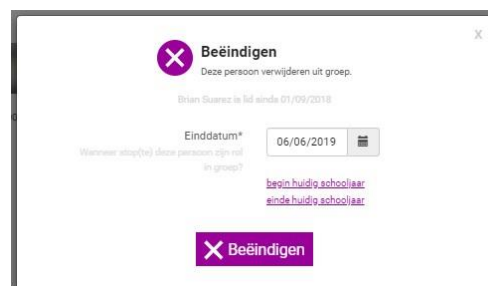 X
Beëindigen
Deze persoon verwijderen uit groep.
Brian Suarez is lid sinds 01/09/2018
Einddatum*
06/06/2019
Wanneer stop(te) deze persoon zijn rol
in groep?
begin huidig schooljaar
einde huidig schooljaar
Beëindigen